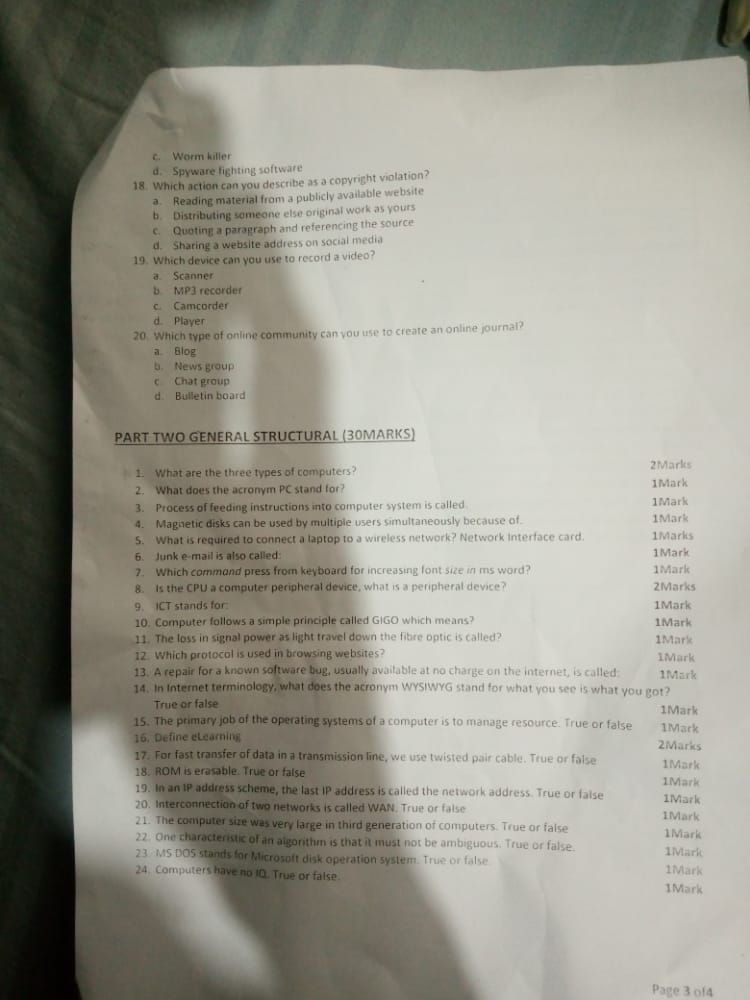 c. Worm killer
d. Spyware fighting software
18. Which action can you describe as a copyright violation?
a. Reading material from a publicly available website
b. Distributing someone else original work as yours
c. Quoting a paragraph and referencing the source
d. Sharing a website address on social media
19. Which device can you use to record a video?
a. Scanner
b. MP3 recorder
c. Camcorder
d. Player
20. Which type of online community can you use to create an online journal?
a. Blog
b. News group
c. Chat group
d. Bulletin board
PART TWO GENERAL STRUCTURAL (30MARKS)
1. What are the three types of computers? 2Marks
2. What does the acronym PC stand for? 1Mark
3. Process of feeding instructions into computer system is called. 1Mark
4. Magnetic disks can be used by multiple users simultaneously because of. 1Mark
5. What is required to connect a laptop to a wireless network? Network Interface card. 1Marks
6. Junk e-mail is also called: 1Mark
7. Which command press from keyboard for increasing font size in ms word? 1Mark
8. Is the CPU a computer peripheral device, what is a peripheral device? 2Marks
9. ICT stands for: 1Mark
10. Computer follows a simple principle called GIGO which means? 1Mark
11. The loss in signal power as light travel down the fibre optic is called? 1Mark
12. Which protocol is used in browsing websites? 1Mark
13. A repair for a known software bug, usually available at no charge on the internet, is called: 1Mark
14. In Internet terminology, what does the acronym WYSIWYG stand for what you see is what you got?
True or false 1Mark
15. The primary job of the operating systems of a computer is to manage resource. True or false 1Mark
16. Define eLearning 2Marks
17. For fast transfer of data in a transmission line, we use twisted pair cable. True or false 1Mark
18. ROM is erasable. True or false 1Mark
19. In an IP address scheme, the last IP address is called the network address. True or false 1Mark
20. Interconnection of two networks is called WAN. True or false 1Mark
21. The computer size was very large in third generation of computers. True or false 1Mark
22. One characteristic of an algorithm is that it must not be ambiguous. True or false. 1Mark
23. MS DOS stands for Microsoft disk operation system. True or false. 1Mark
24. Computers have no IQ. True or false. 1Mark
Page 3 of4